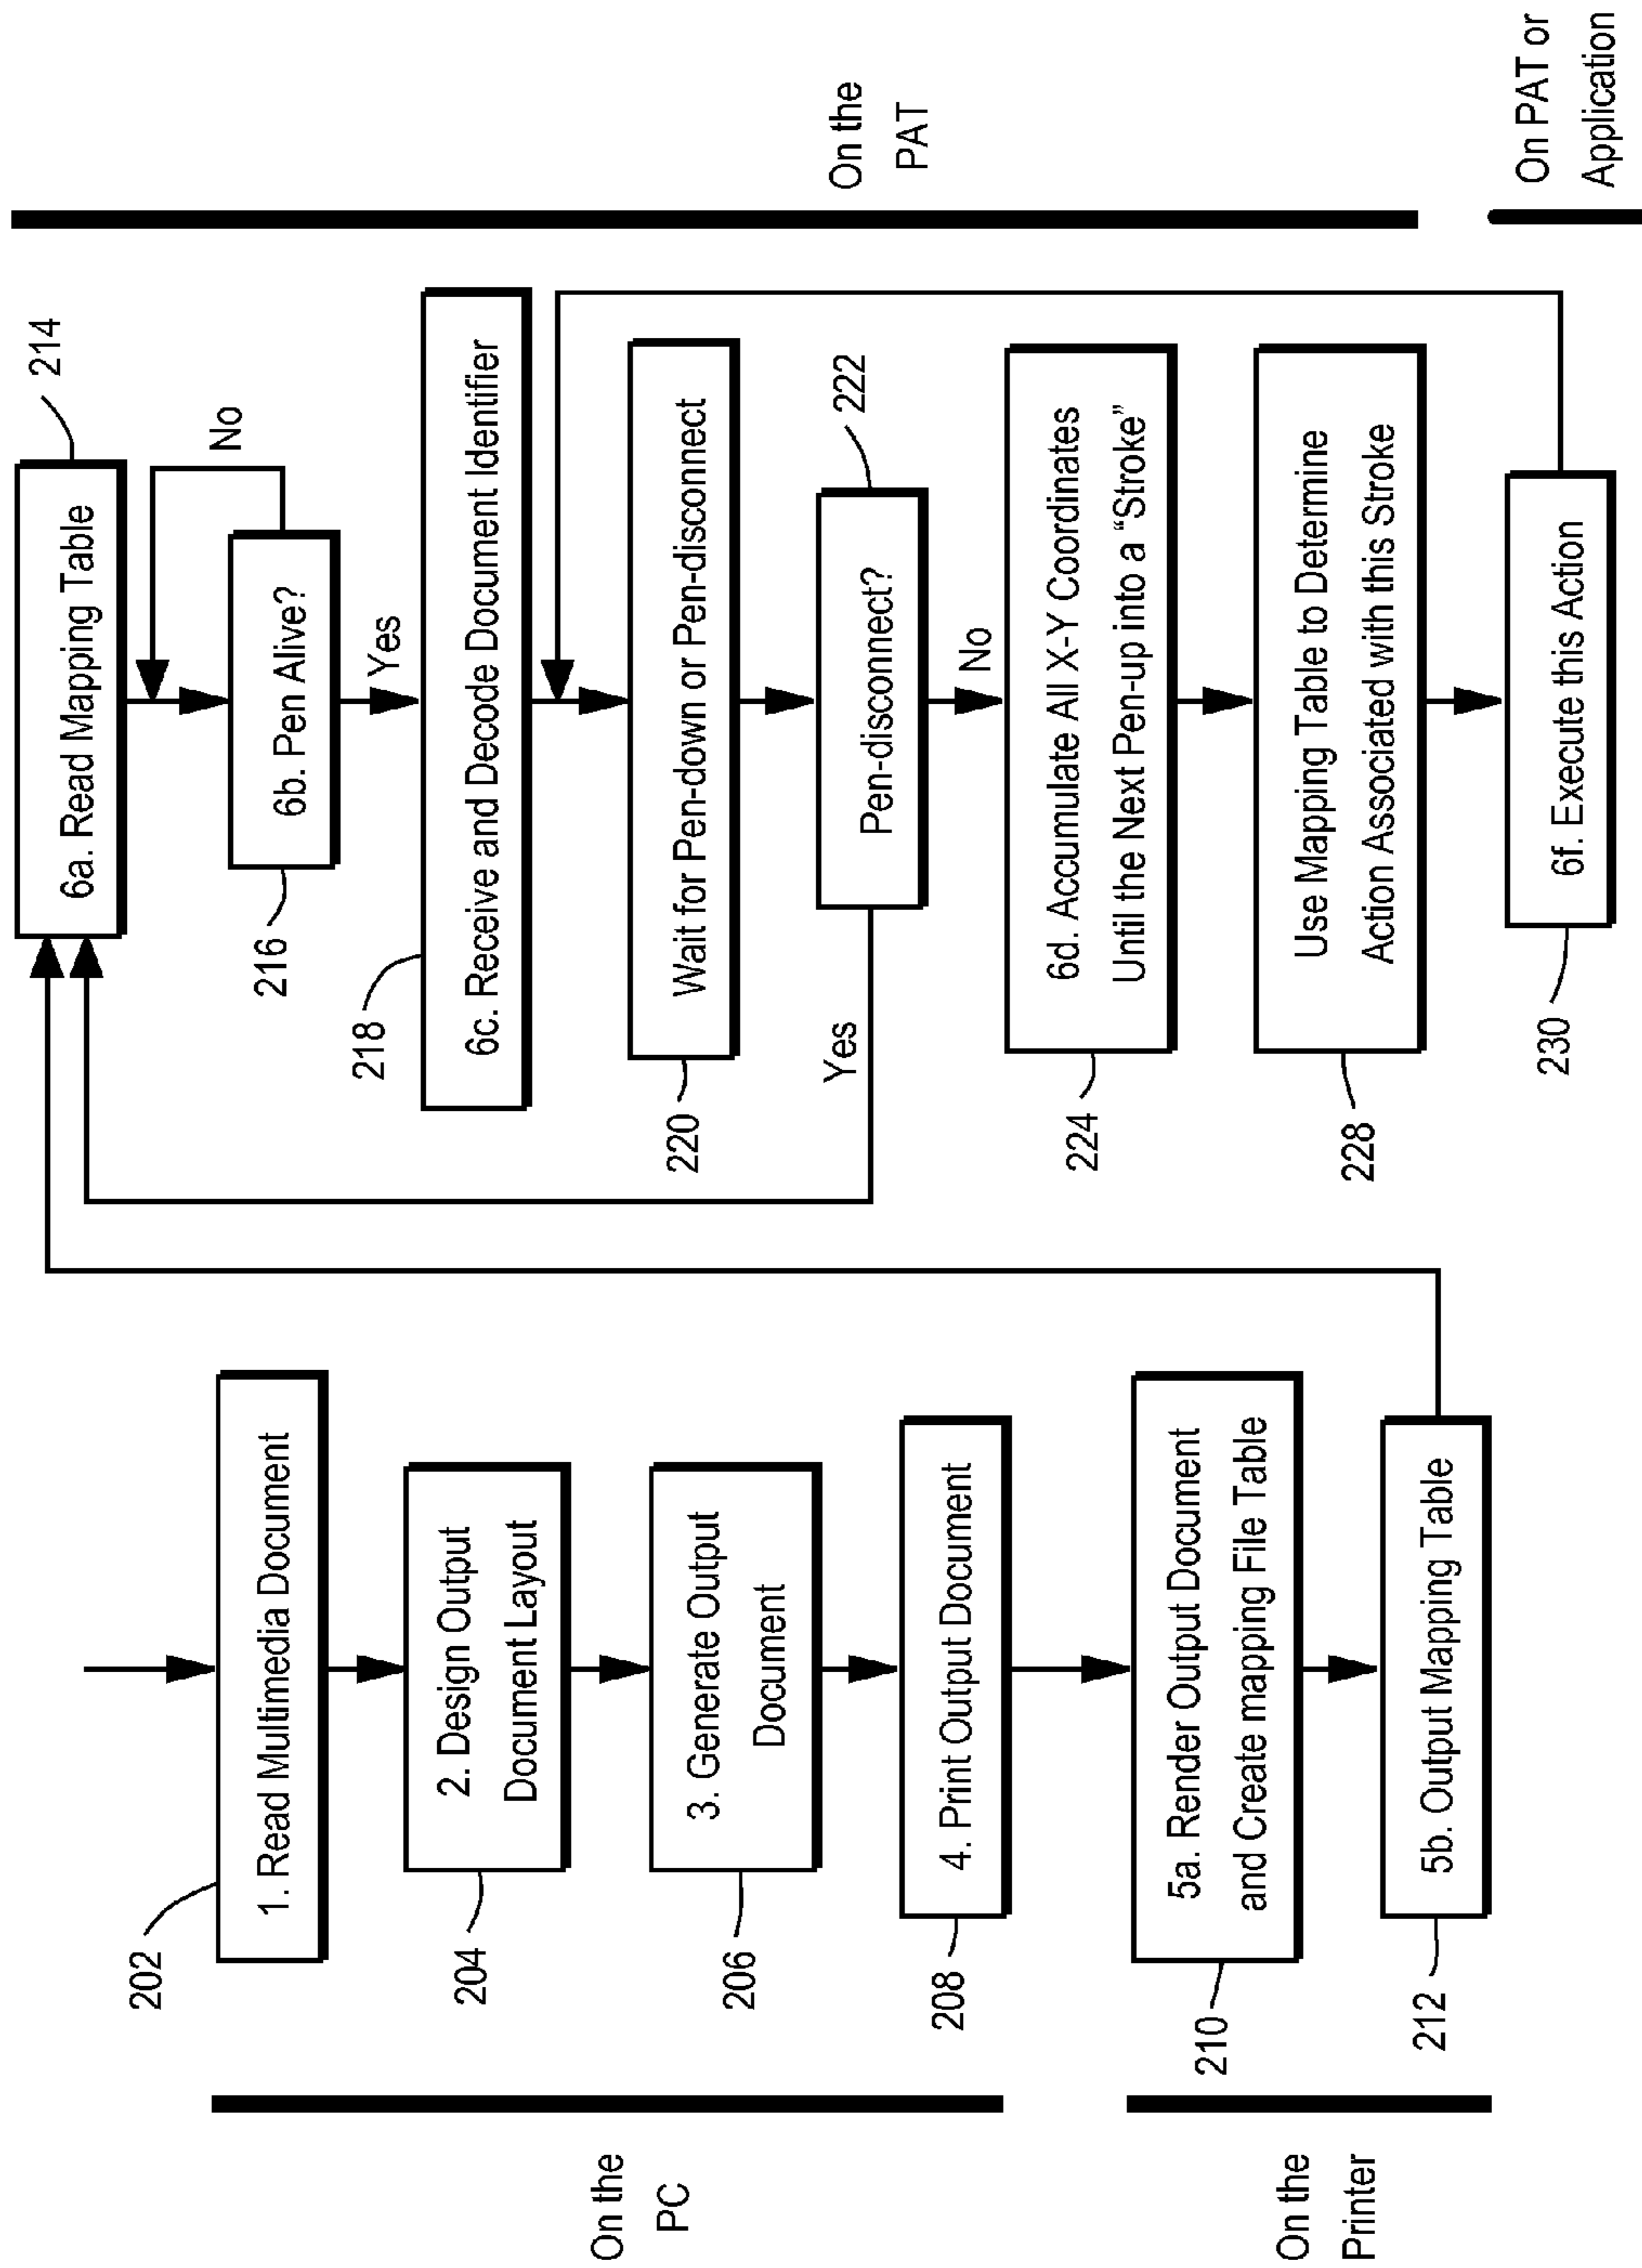 202
1. Read Multimedia Document
204
2. Design Output
Document Layout
206
3. Generate Output
Document
208
4. Print Output Document
210
5a. Render Output Document
and Create mapping File Table
212
5b. Output Mapping Table
On the
PC
On the
Printer
214
6a. Read Mapping Table
No
216
6b. Pen Alive?
Yes
218
6c. Receive and Decode Document Identifier
220
Wait for Pen-down or Pen-disconnect
222
Pen-disconnect?
Yes
No
224
6d. Accumulate All X-Y Coordinates
Until the Next Pen-up into a “Stroke”
228
Use Mapping Table to Determine
Action Associated with this Stroke
230
6f. Execute this Action
On the
PAT
On PAT or
Application